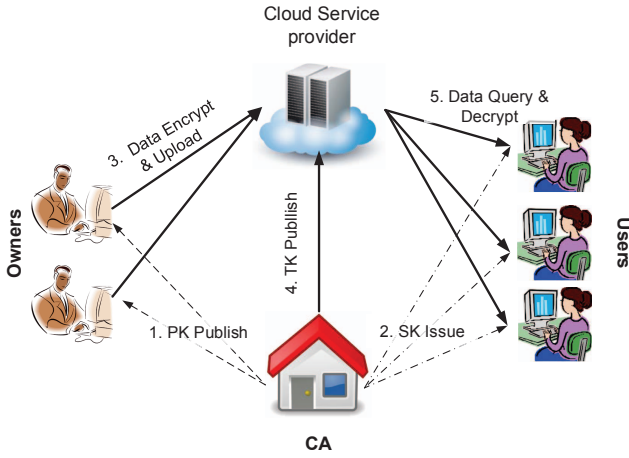 Cloud Service
provider
5. Data Query &
Decrypt
3. Data Encrypt
& Upload
Owners
4. TK Publlish
Users
1. PK Publish
2. SK Issue
CA